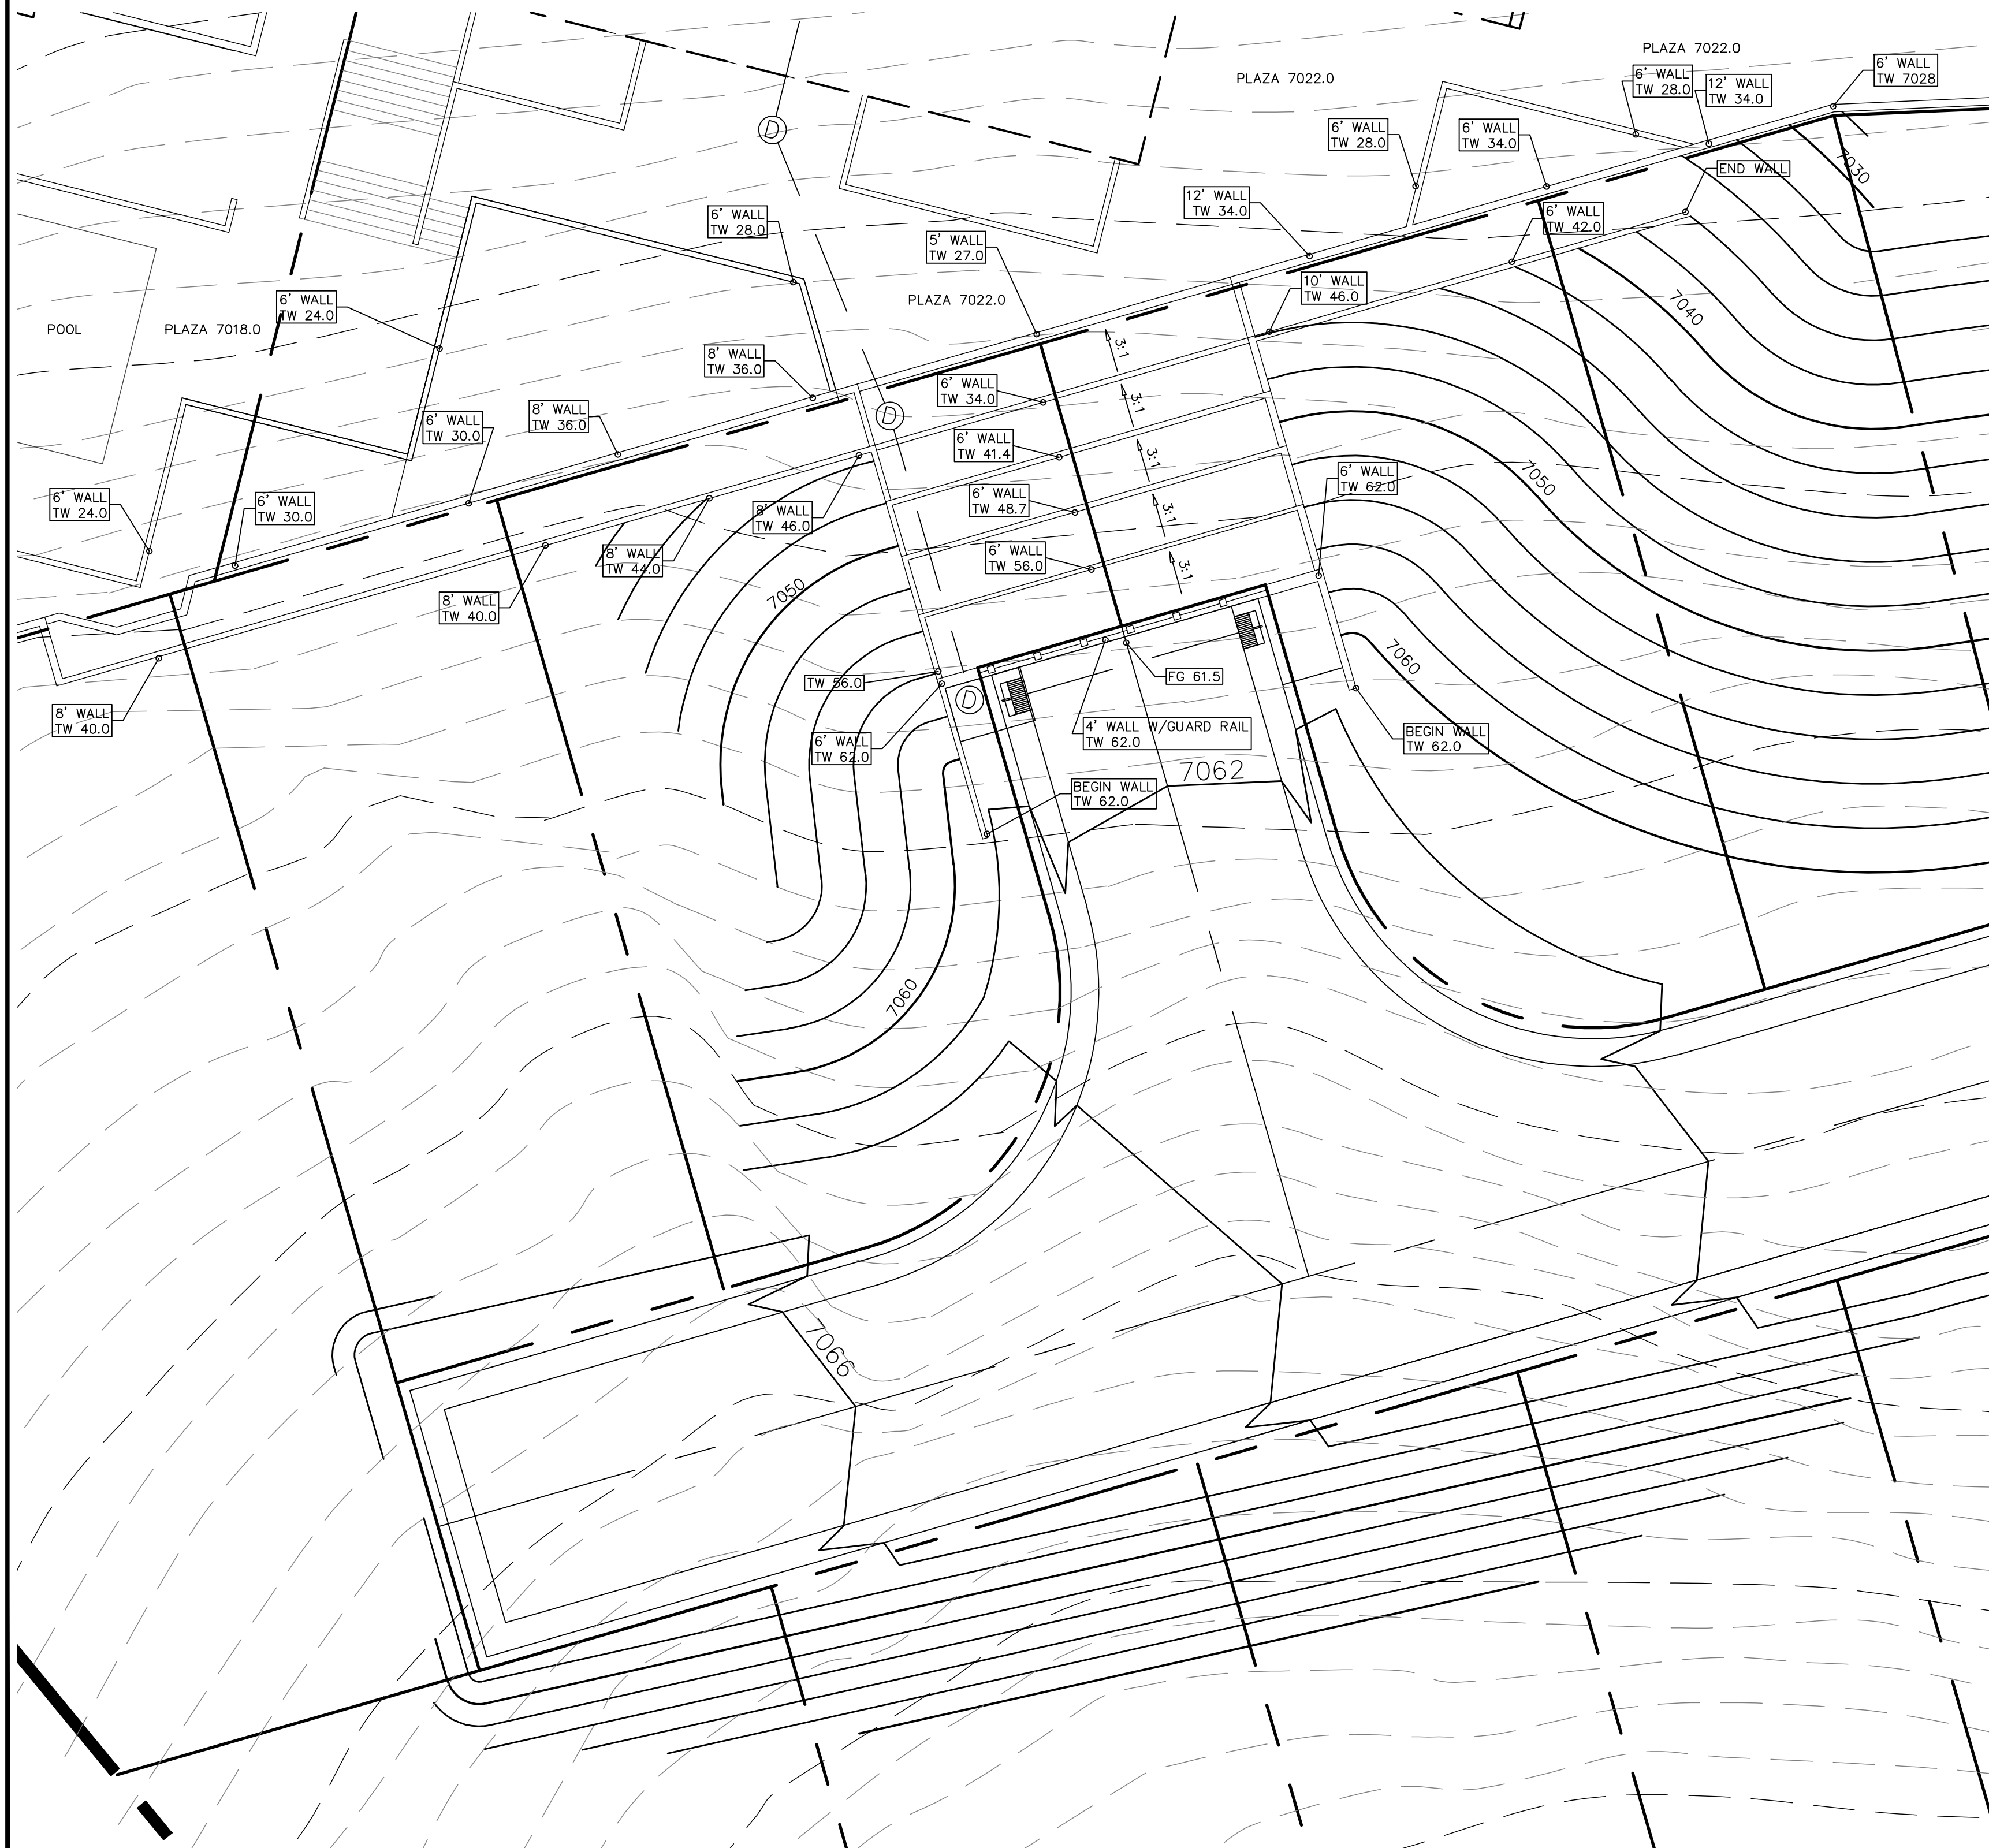 PLAZA 7022.0
6' WALL
TW 7028
6' WALL
TW 28.0
12' WALL
TW 34.0
PLAZA 7022.0
D
6' WALL
TW 28.0
6' WALL
TW 34.0
END WALL
7030
12' WALL
TW 34.0
6' WALL
TW 42.0
6' WALL
TW 28.0
5' WALL
TW 27.0
10' WALL
TW 46.0
6' WALL
TW 24.0
PLAZA 7022.0
7040
POOL
PLAZA 7018.0
3:1
8' WALL
TW 36.0
6' WALL
TW 34.0
3:1
8' WALL
TW 36.0
D
6' WALL
TW 30.0
6' WALL
TW 41.4
3:1
6' WALL
TW 62.0
7050
6' WALL
TW 24.0
6' WALL
TW 30.0
8' WALL
TW 46.0
6' WALL
TW 48.7
3:1
8' WALL
TW 44.0
6' WALL
TW 56.0
3:1
7050
8' WALL
TW 40.0
7060
TW 56.0
FG 61.5
D
8' WALL
TW 40.0
6' WALL
TW 62.0
4' WALL W/GUARD RAIL
TW 62.0
BEGIN WALL
TW 62.0
7062
BEGIN WALL
TW 62.0
7060
7066